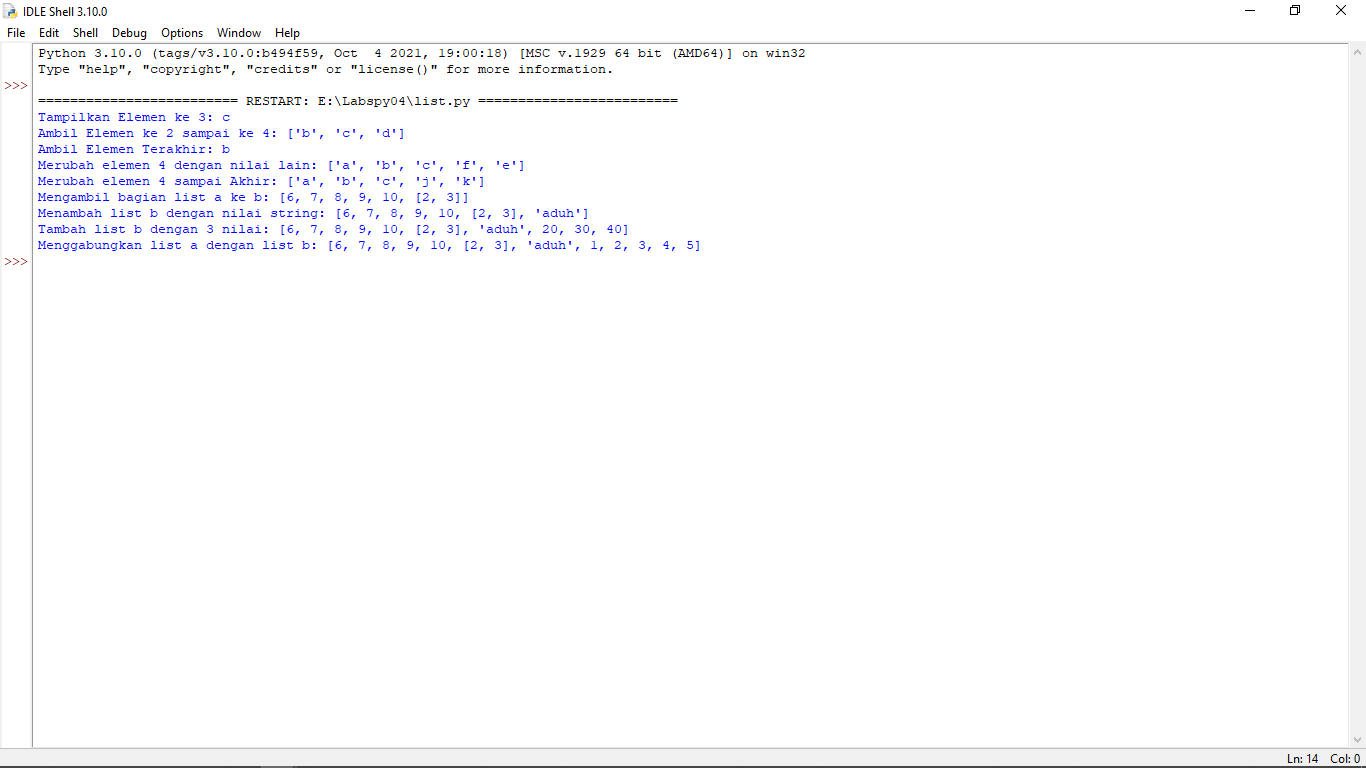 IDLE Shell 3.10.0
File Edit Shell Debug Options Window Help
Python 3.10.0 (tags/v3.10.0:b494f59, Oct  4 2021, 19:00:18) [MSC v.1929 64 bit (AMD64)] on win32
Type "help", "copyright", "credits" or "license()" for more information.
>>>
========================= RESTART: E:\Labspy04\list.py =========================
Tampilkan Elemen ke 3: c
Ambil Elemen ke 2 sampai ke 4: ['b', 'c', 'd']
Ambil Elemen Terakhir: b
Merubah elemen 4 dengan nilai lain: ['a', 'b', 'c', 'f', 'e']
Merubah elemen 4 sampai Akhir: ['a', 'b', 'c', 'j', 'k']
Mengambil bagian list a ke b: [6, 7, 8, 9, 10, [2, 3]]
Menambah list b dengan nilai string: [6, 7, 8, 9, 10, [2, 3], 'aduh']
Tambah list b dengan 3 nilai: [6, 7, 8, 9, 10, [2, 3], 'aduh', 20, 30, 40]
Menggabungkan list a dengan list b: [6, 7, 8, 9, 10, [2, 3], 'aduh', 1, 2, 3, 4, 5]
>>>
Ln: 14 Col: 0